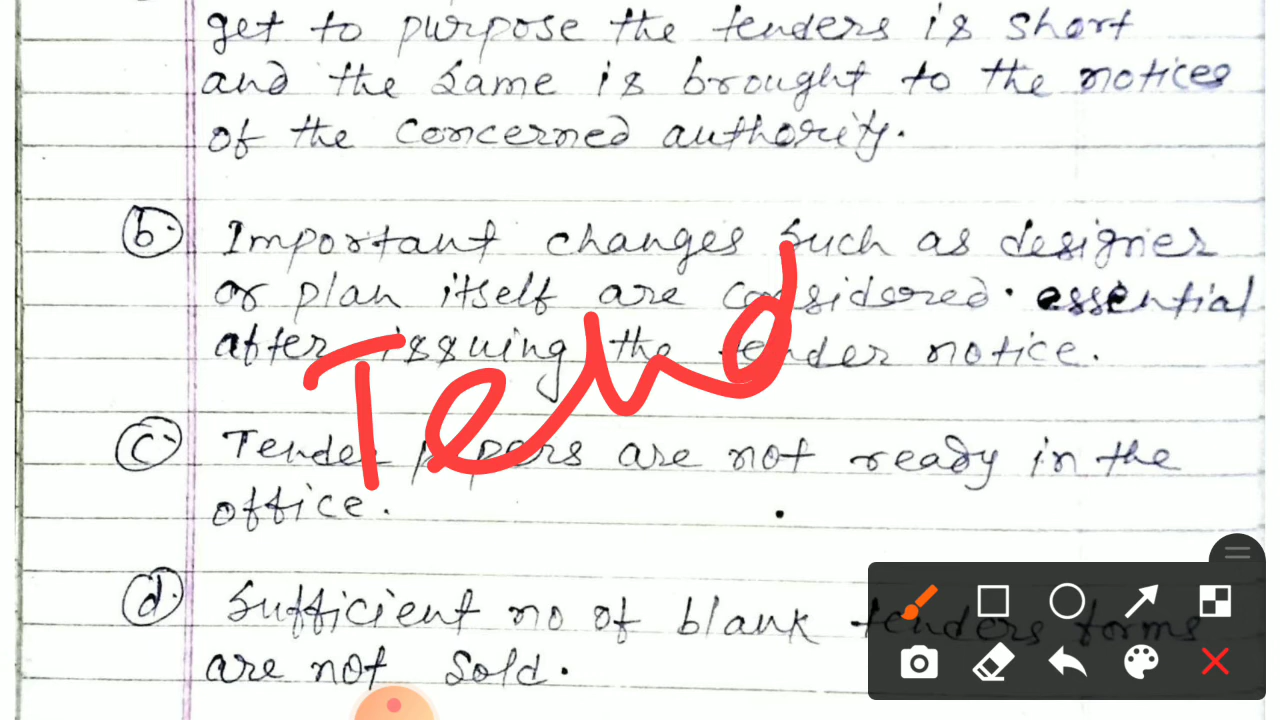 get to purpose the tenders is short
and the same is brought to the notices
of the concerned authority.
(b) Important changes such as designer
or plan itself are considered. essential
after issuing the tender notice.
Tend
(c) Tender papers are not ready in the
office.
(d) Sufficient no of blank tenders forms
are not sold.